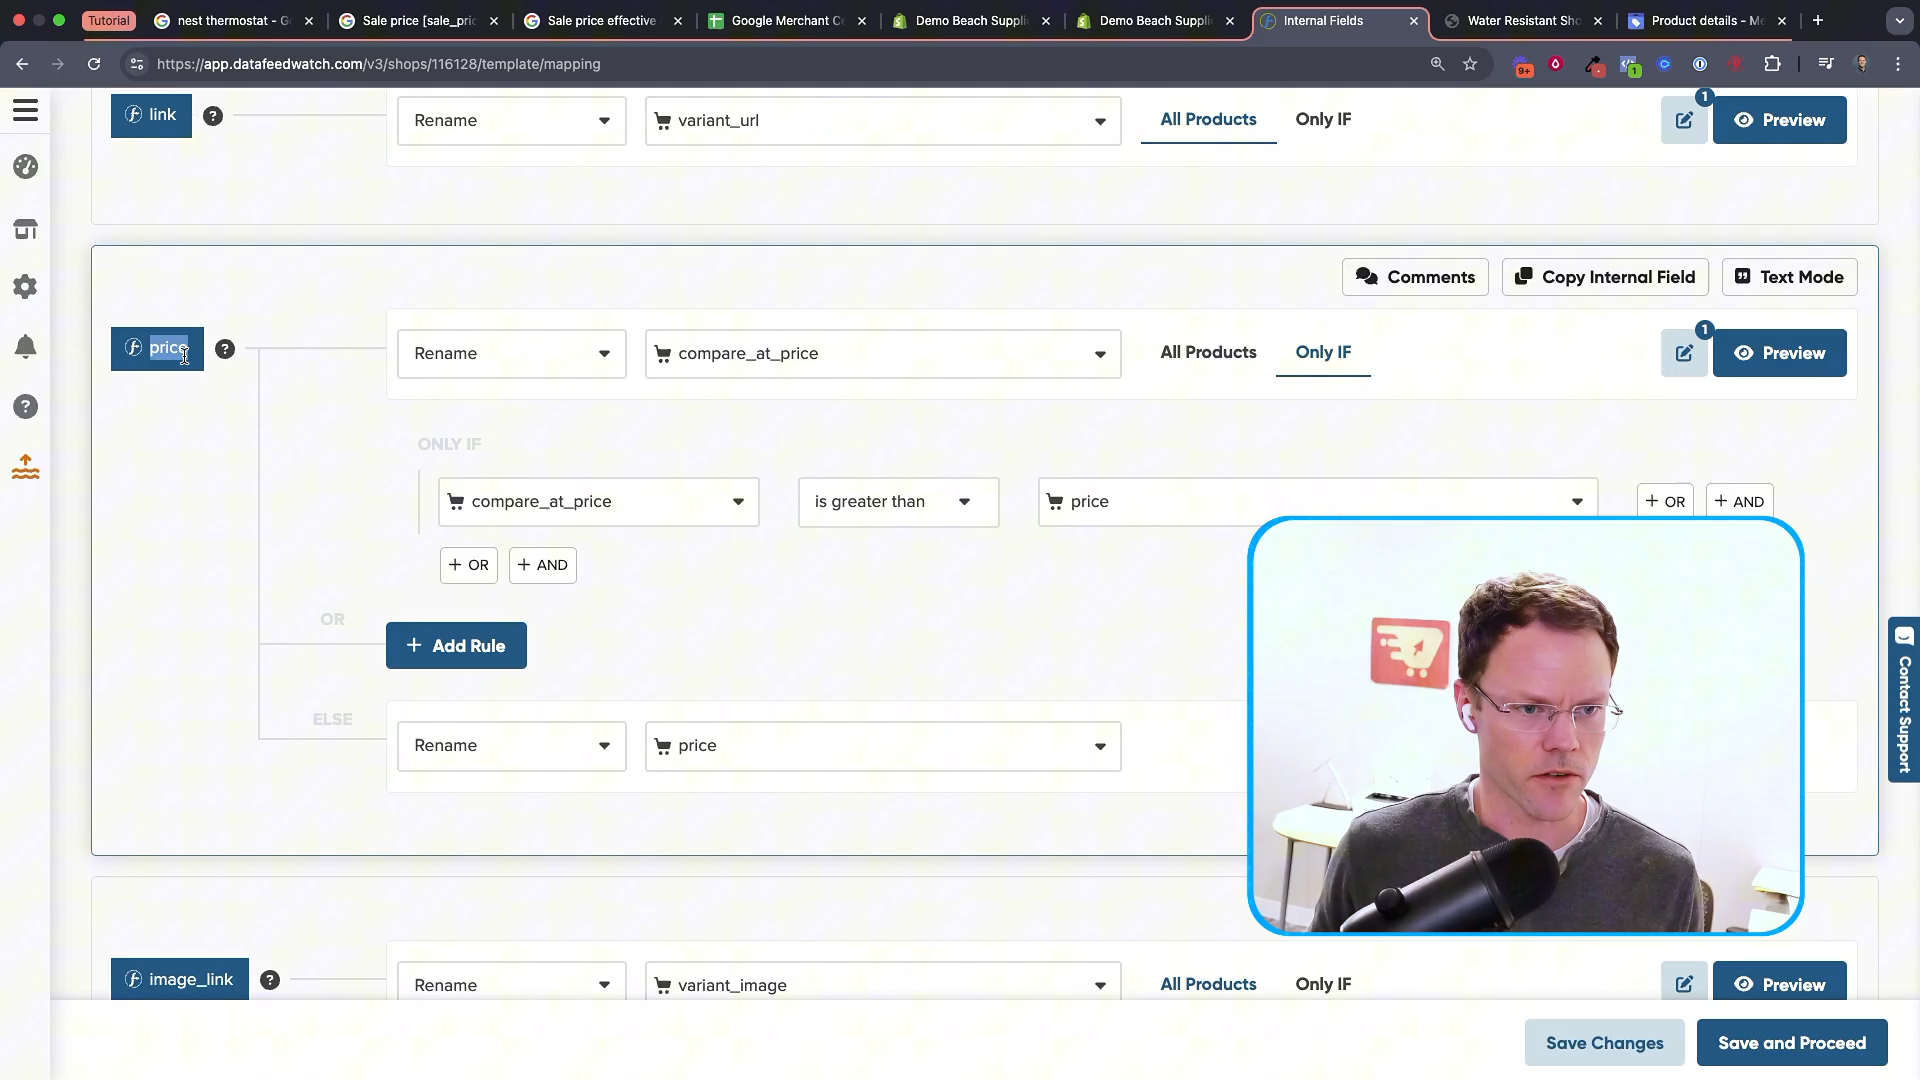 Tutorial
nest thermostat - G
Sale price [sale_pric
Sale price effective
Google Merchant C
Demo Beach Suppli
Demo Beach Suppli
Internal Fields
Water Resistant Sho
Product details - M
https://app.datafeedwatch.com/v3/shops/116128/template/mapping
9+
1
link
?
Rename
variant_url
All Products
Only IF
1
Preview
Comments
Copy Internal Field
Text Mode
price
?
Rename
compare_at_price
All Products
Only IF
1
Preview
ONLY IF
compare_at_price
is greater than
price
+ OR
+ AND
+ OR
+ AND
OR
+ Add Rule
ELSE
Rename
price
Contact Support
image_link
?
Rename
variant_image
All Products
Only IF
Preview
Save Changes
Save and Proceed